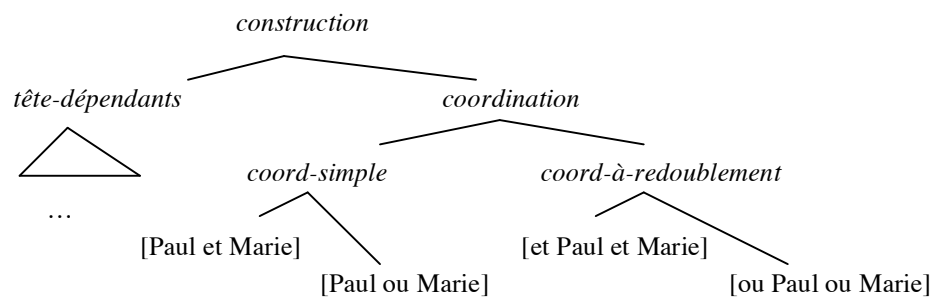 construction
tête-dépendants coordination
coord-simple coord-à-redoublement
…
[Paul et Marie] [et Paul et Marie]
[Paul ou Marie] [ou Paul ou Marie]